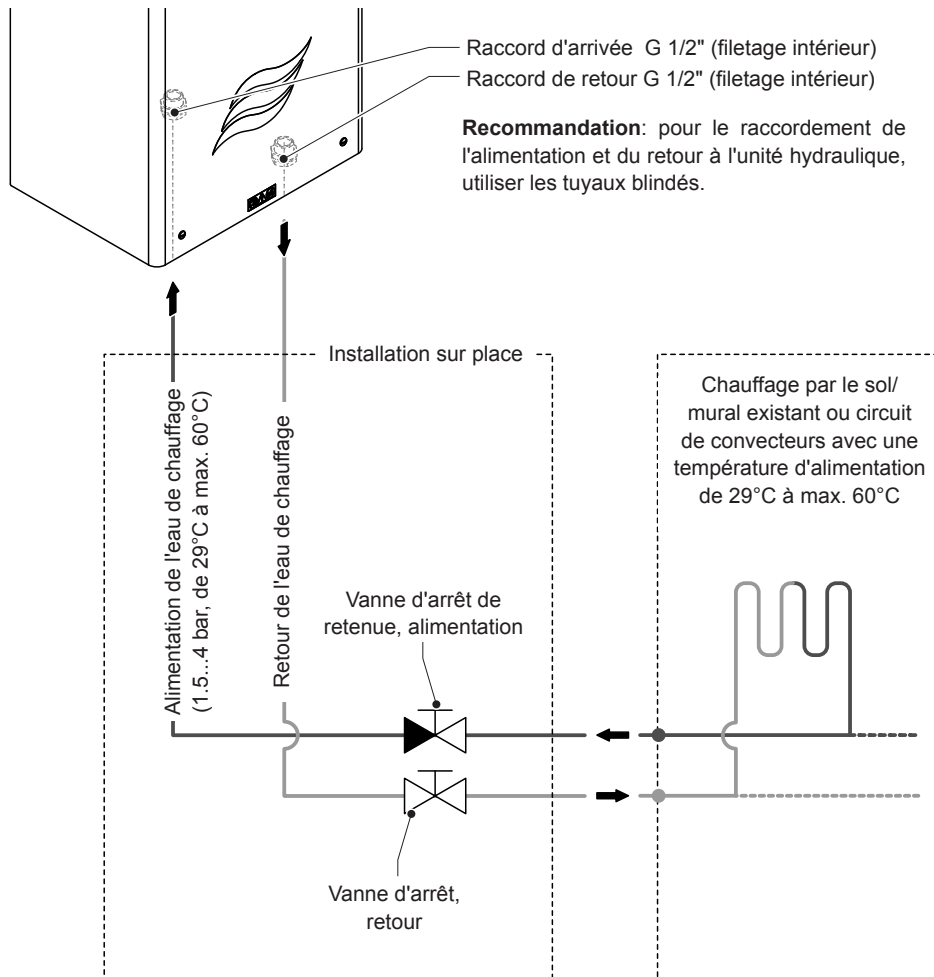 Raccord d'arrivée G 1/2" (filetage intérieur)
Raccord de retour G 1/2" (filetage intérieur)
Recommandation: pour le raccordement de
l'alimentation et du retour à l'unité hydraulique,
utiliser les tuyaux blindés.
Installation sur place
Chauffage par le sol/
mural existant ou circuit
de convecteurs avec une
température d'alimentation
de 29°C à max. 60°C
Alimentation de l'eau de chauffage
(1.5...4 bar, de 29°C à max. 60°C)
Retour de l'eau de chauffage
Vanne d'arrêt de
retenue, alimentation
Vanne d'arrêt,
retour